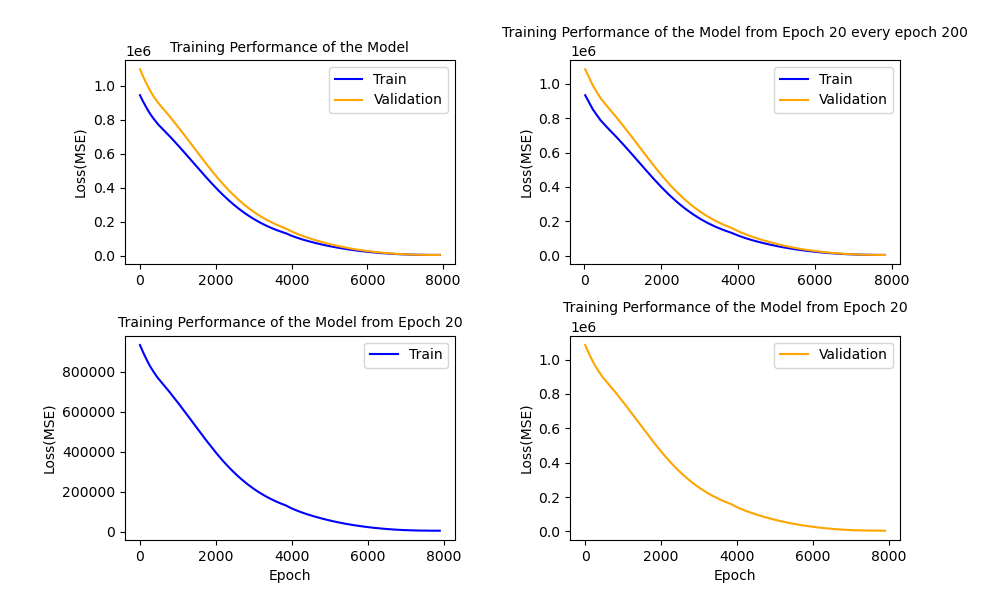 Training Performance of the Model
1e6
Loss(MSE)
1.0
0.8
0.6
0.4
0.2
0.0
0 2000 4000 6000 8000
Train
Validation
Training Performance of the Model from Epoch 20 every epoch 200
1e6
Loss(MSE)
1.0
0.8
0.6
0.4
0.2
0.0
0 2000 4000 6000 8000
Train
Validation
Training Performance of the Model from Epoch 20
Loss(MSE)
800000
600000
400000
200000
0
0 2000 4000 6000 8000
Epoch
Train
Training Performance of the Model from Epoch 20
1e6
Loss(MSE)
1.0
0.8
0.6
0.4
0.2
0.0
0 2000 4000 6000 8000
Epoch
Validation